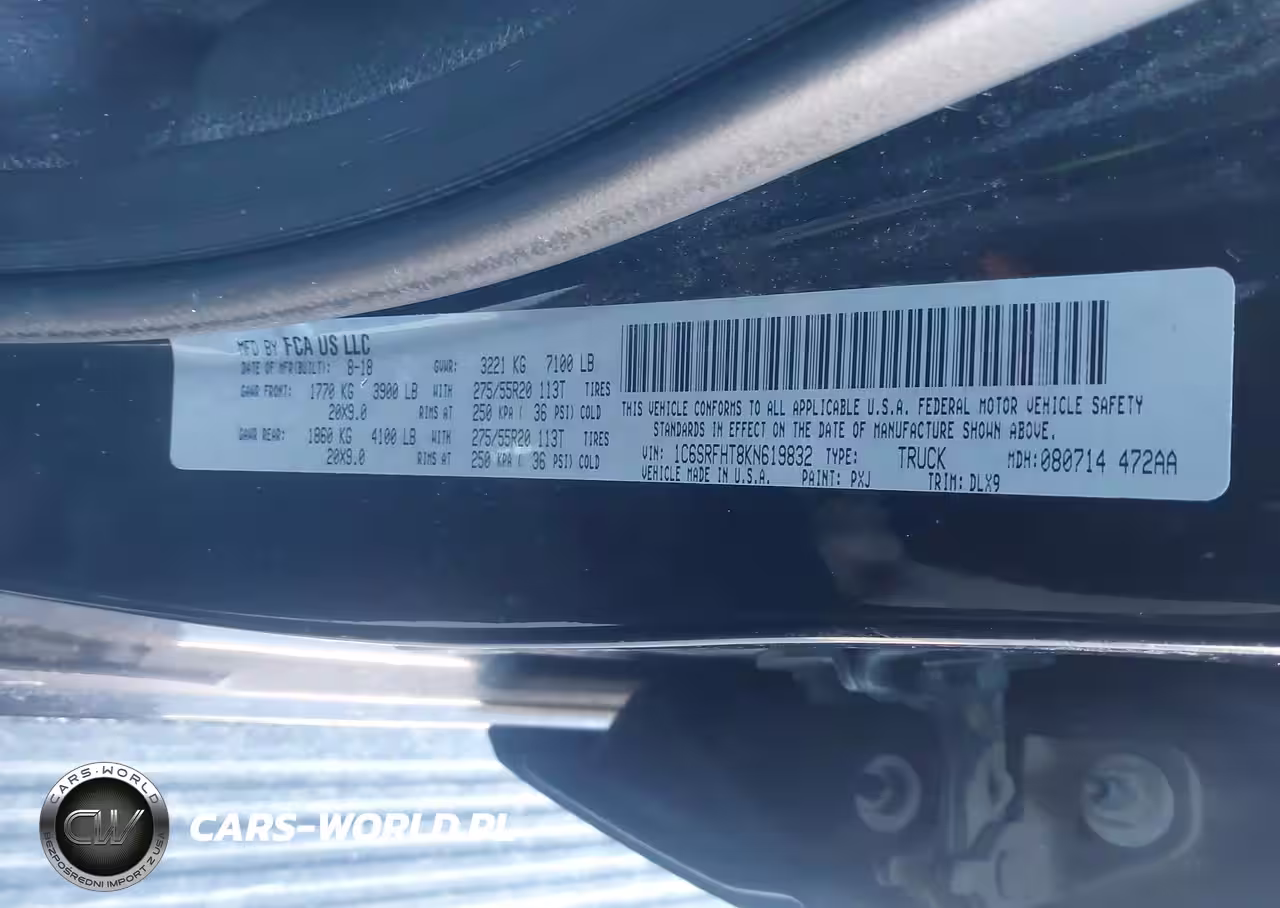 MFD BY FCA US LLC
DATE OF MFR(BUILT): 8-18 GVWR: 3221 KG 7100 LB
GAWR FRONT: 1770 KG 3900 LB WITH 275/55R20 113T TIRES
20X9.0 RIMS AT 250 KPA ( 36 PSI) COLD
GAWR REAR: 1860 KG 4100 LB WITH 275/55R20 113T TIRES
20X9.0 RIMS AT 250 KPA ( 36 PSI) COLD
THIS VEHICLE CONFORMS TO ALL APPLICABLE U.S.A. FEDERAL MOTOR VEHICLE SAFETY
STANDARDS IN EFFECT ON THE DATE OF MANUFACTURE SHOWN ABOVE.
VIN: 1C6SRFHT8KN619832 TYPE: TRUCK MDH:080714 472AA
VEHICLE MADE IN U.S.A. PAINT: PXJ TRIM: DLX9
CARS-WORLD
CW
BEZPOŚREDNI IMPORT Z USA
CARS-WORLD.PL